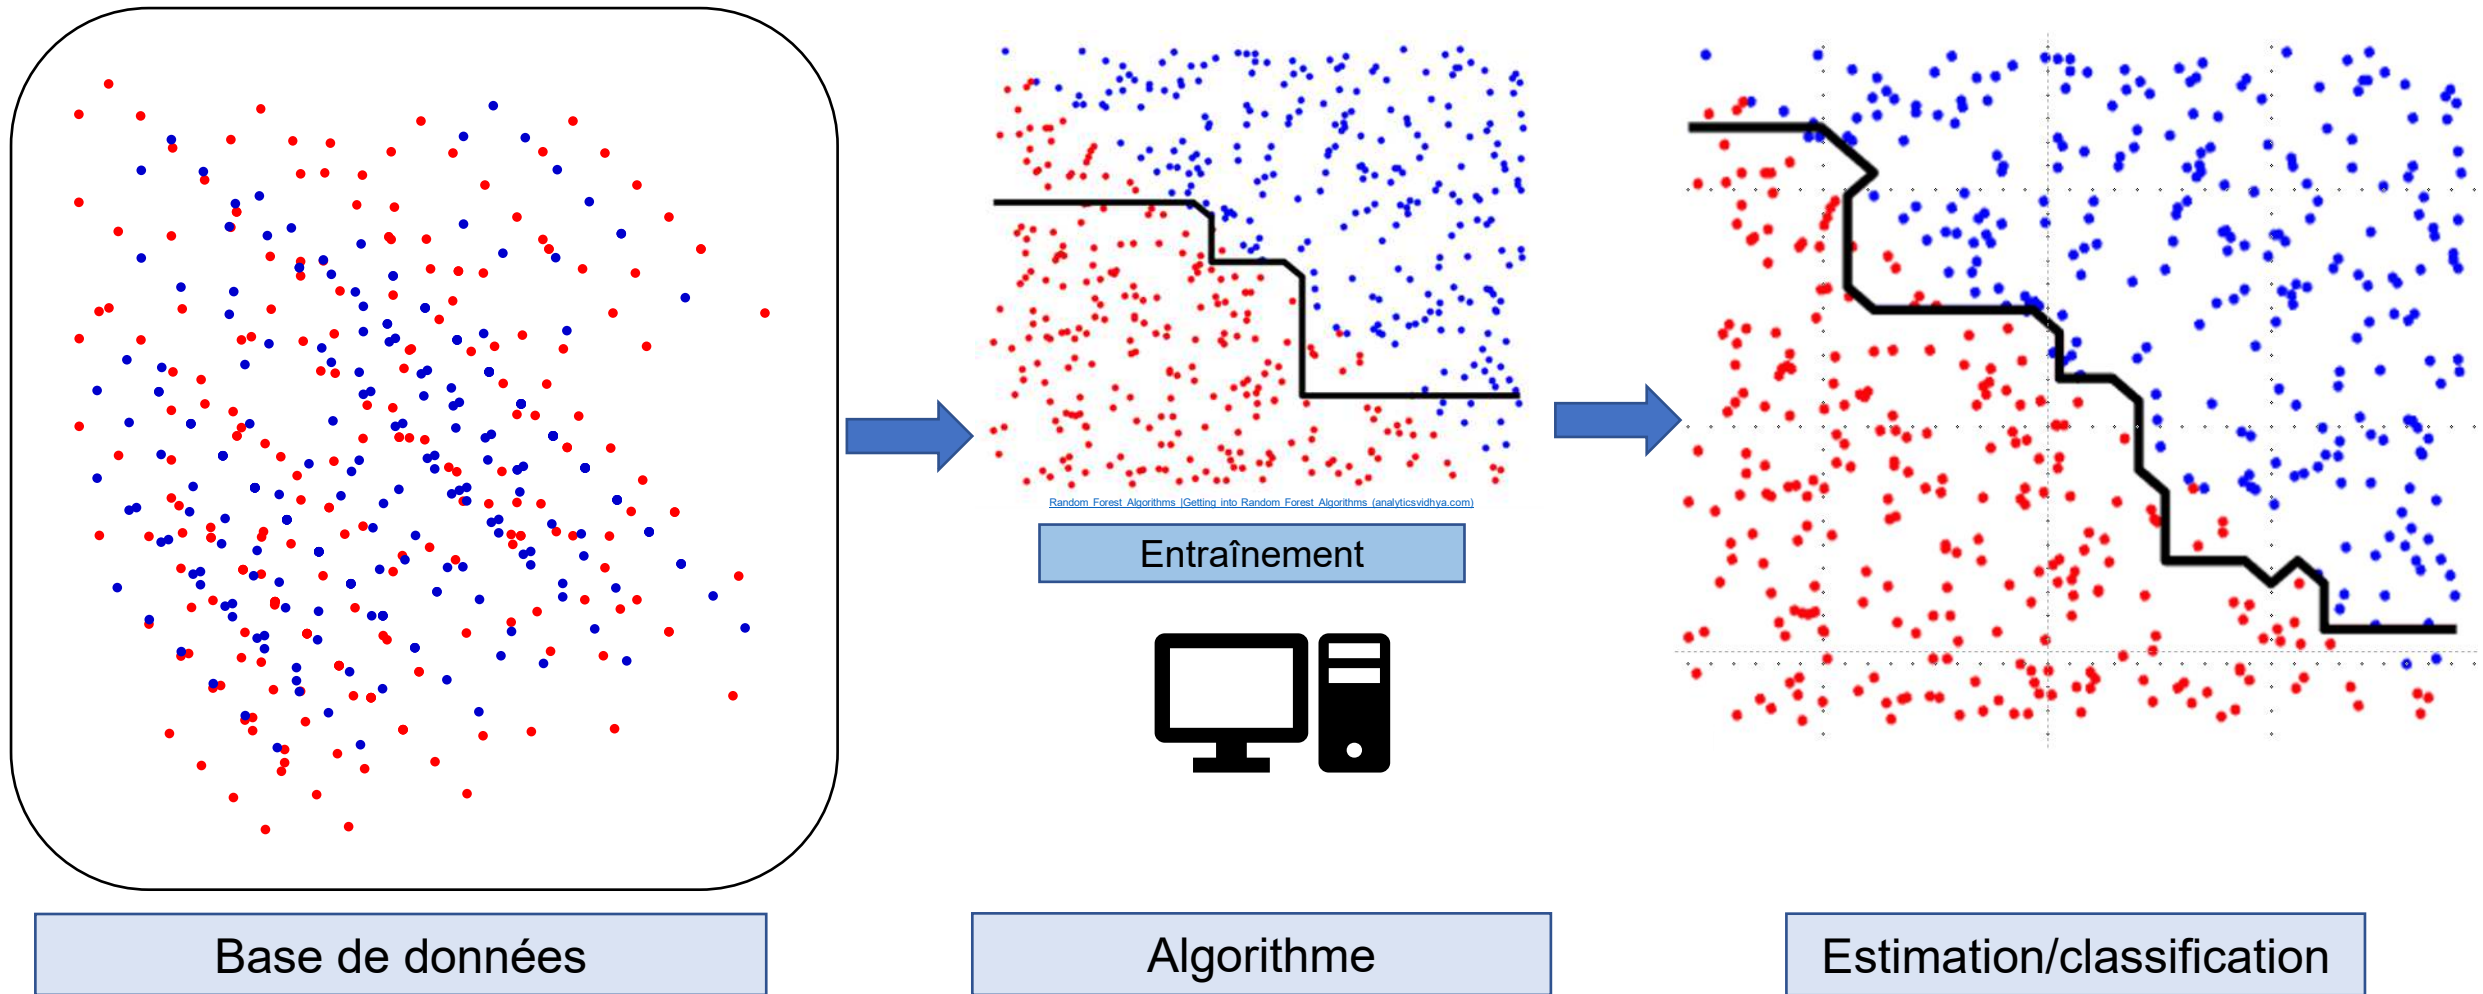 Random Forest Algorithms |Getting into Random Forest Algorithms (analyticsvidhya.com)
Entraînement
Base de données
Algorithme
Estimation/classification